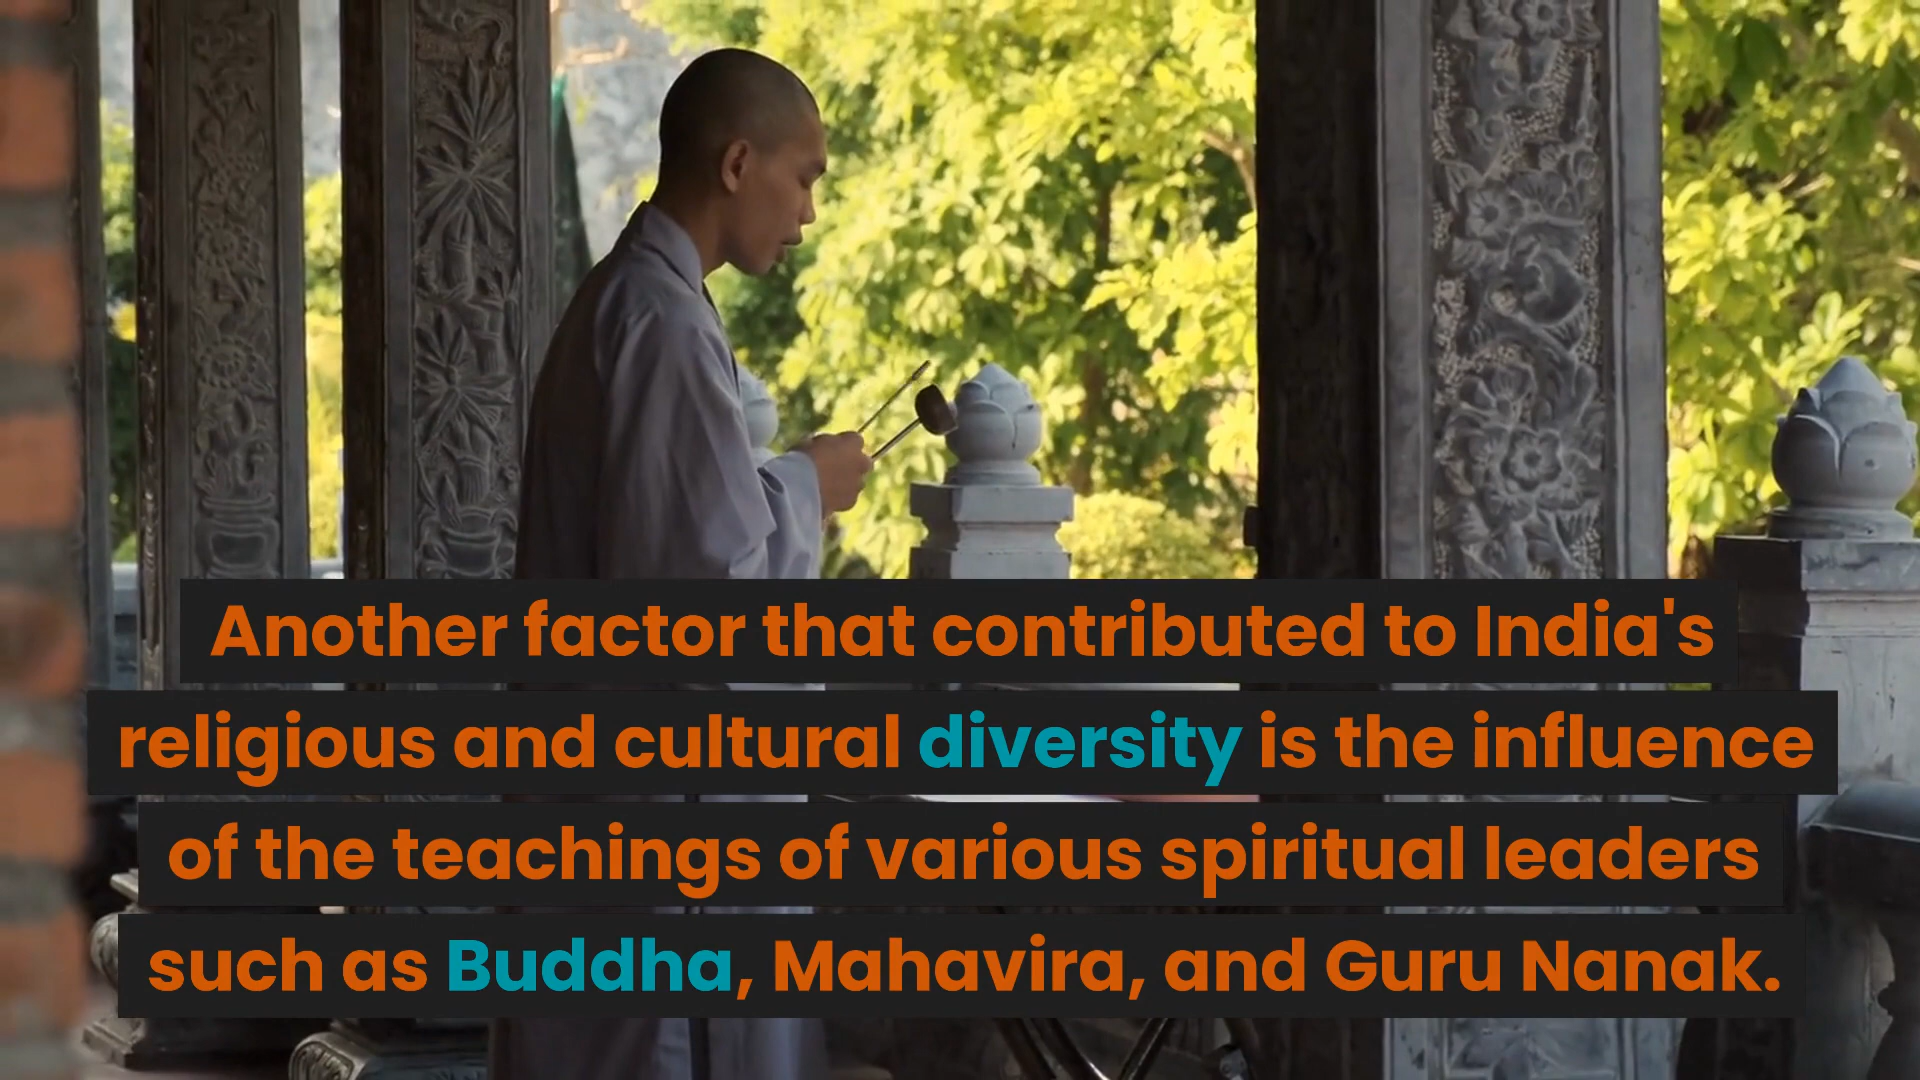 Another factor that contributed to India's
religious and cultural diversity is the influence
of the teachings of various spiritual leaders
such as Buddha, Mahavira, and Guru Nanak.